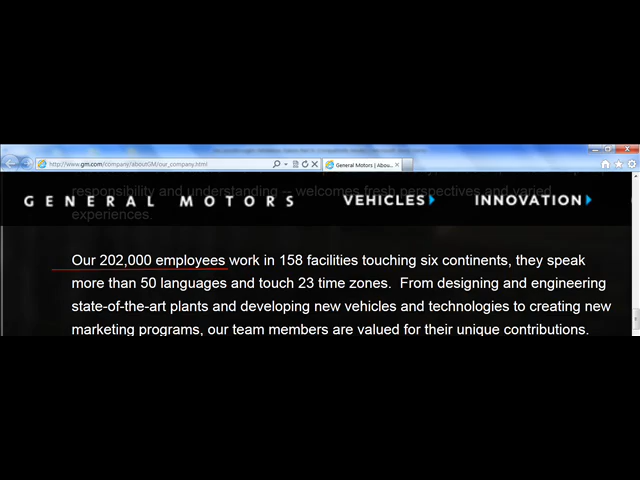 http://www.gm.com/company/aboutGM/our_company.html
General Motors | Abou...
responsibility and understanding -- welcomes fresh perspectives and varied
GENERAL MOTORS VEHICLES INNOVATION
experiences.
Our 202,000 employees work in 158 facilities touching six continents, they speak
more than 50 languages and touch 23 time zones. From designing and engineering
state-of-the-art plants and developing new vehicles and technologies to creating new
marketing programs, our team members are valued for their unique contributions.